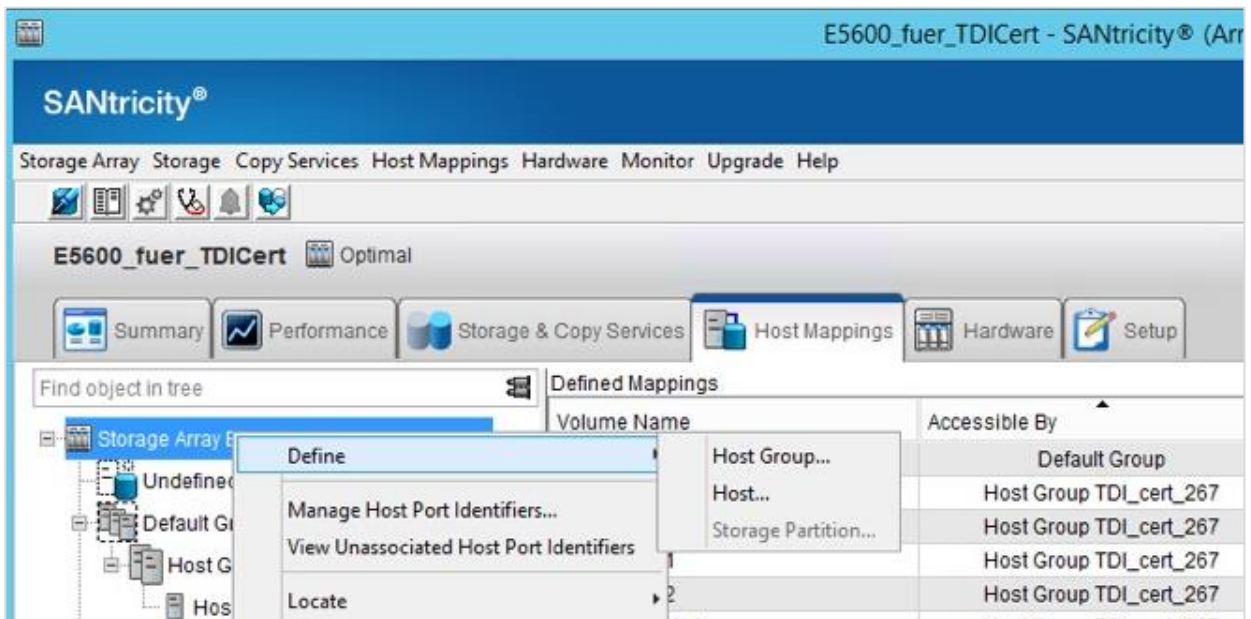 E5600_fuer_TDICert - SANtricity® (Arr
SANtricity®
Storage Array Storage Copy Services Host Mappings Hardware Monitor Upgrade Help
E5600_fuer_TDICert Optimal
Summary Performance Storage & Copy Services Host Mappings Hardware Setup
Find object in tree
Defined Mappings
Volume Name Accessible By
Storage Array
Define
Host Group...
Default Group
Undefined
Host...
Host Group TDI_cert_267
Manage Host Port Identifiers...
Default Gr
Storage Partition...
Host Group TDI_cert_267
View Unassociated Host Port Identifiers
Host G
1
Host Group TDI_cert_267
Locate
2
Host Group TDI_cert_267
Hos